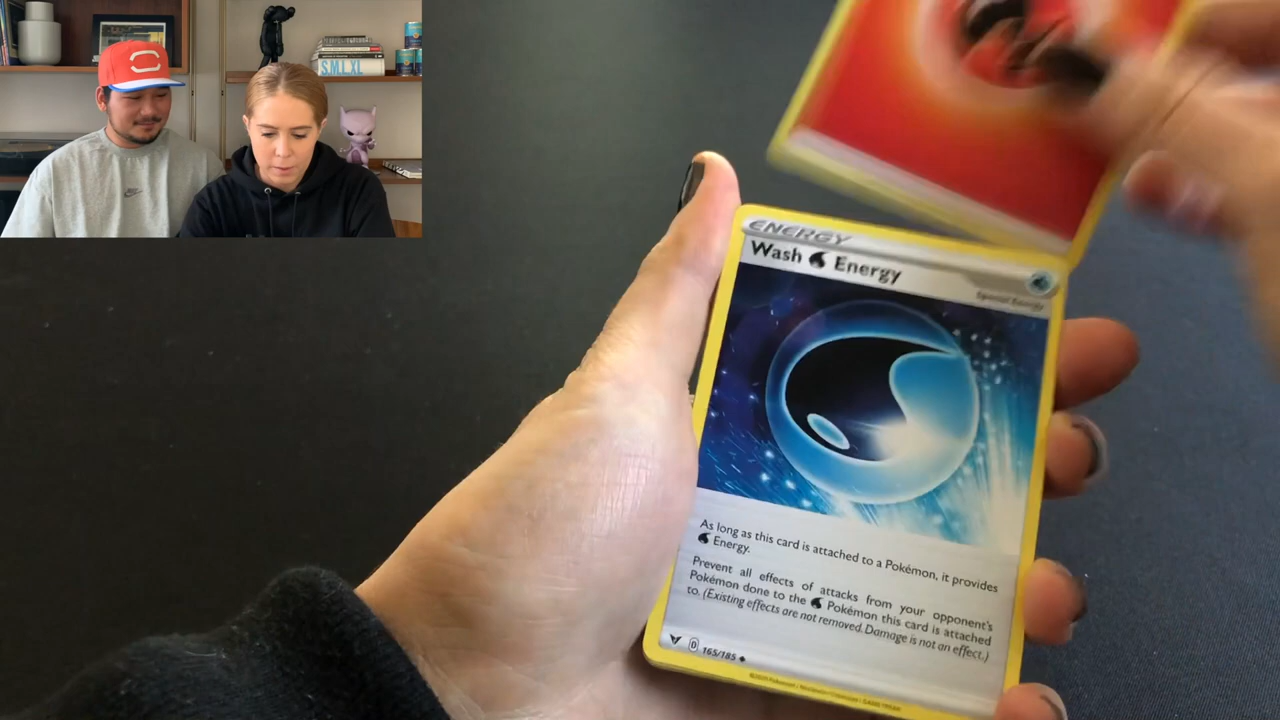 S, M, L, XL
ENERGY
Wash Energy
Special Energy
As long as this card is attached to a Pokémon, it provides
Energy.
Prevent all effects of attacks from your opponent's
Pokémon done to the Pokémon this card is attached
to. (Existing effects are not removed. Damage is not an effect.)
D 165/185